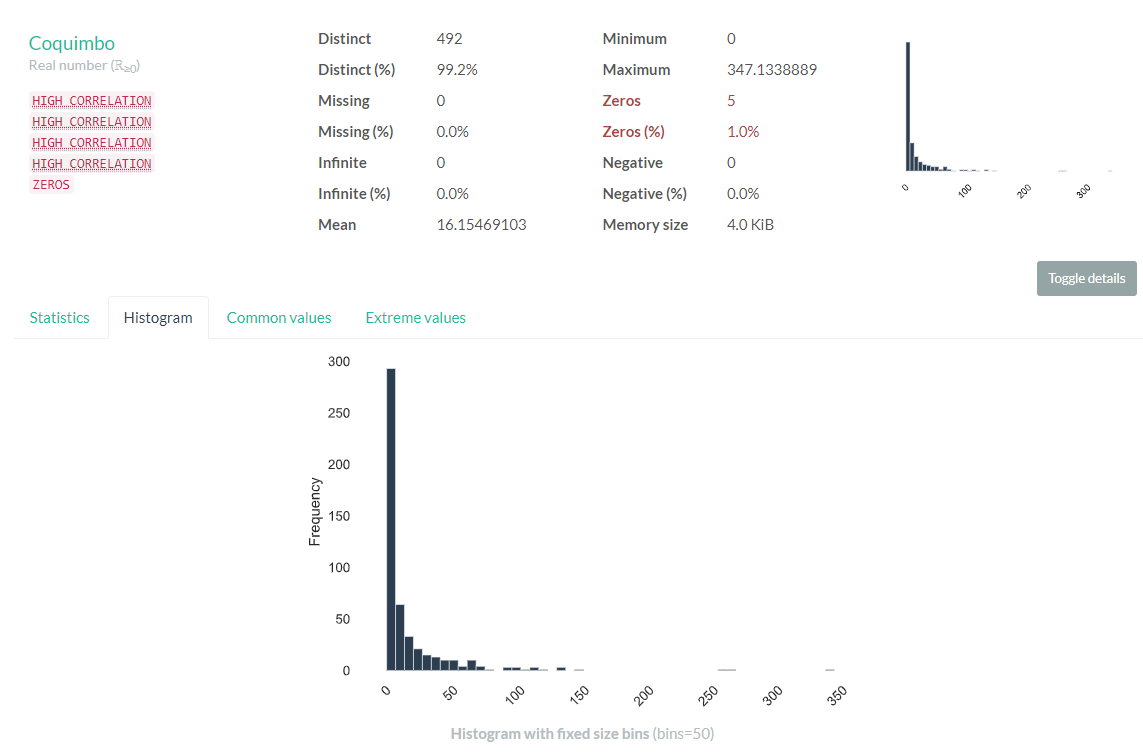 Coquimbo
Real number (ℝ≥0)
HIGH CORRELATION
HIGH CORRELATION
HIGH CORRELATION
HIGH CORRELATION
ZEROS
Distinct 492
Distinct (%) 99.2%
Missing 0
Missing (%) 0.0%
Infinite 0
Infinite (%) 0.0%
Mean 16.15469103
Minimum 0
Maximum 347.1338889
Zeros 5
Zeros (%) 1.0%
Negative 0
Negative (%) 0.0%
Memory size 4.0 KiB
0 100 200 300
Toggle details
Statistics Histogram Common values Extreme values
300
250
200
150
100
50
0
Frequency
0 50 100 150 200 250 300 350
Histogram with fixed size bins (bins=50)